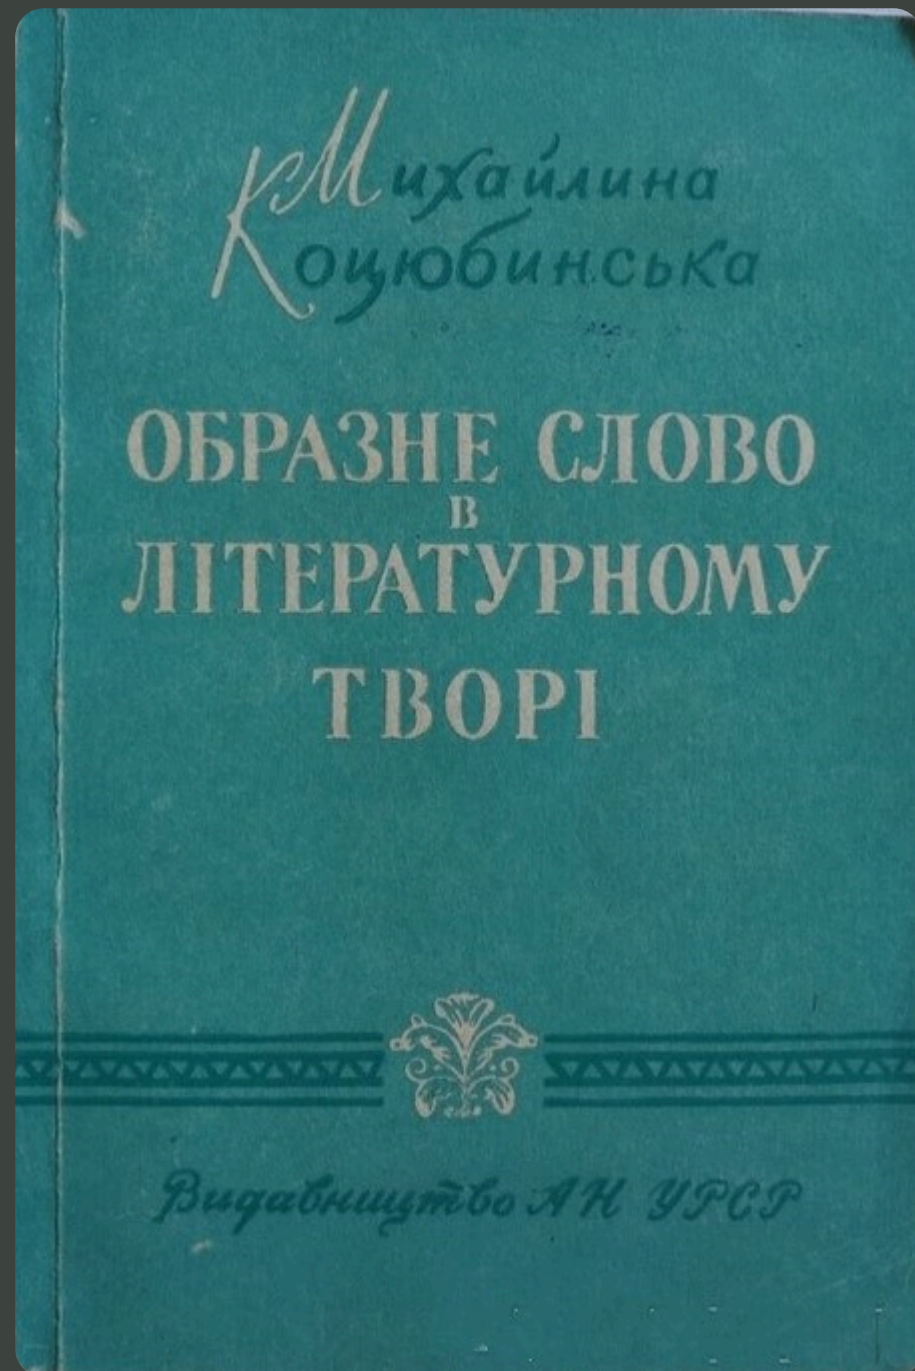 Михайлина
Коцюбинська
ОБРАЗНЕ СЛОВО
В
ЛІТЕРАТУРНОМУ
ТВОРІ
Видавництво АН УРСР